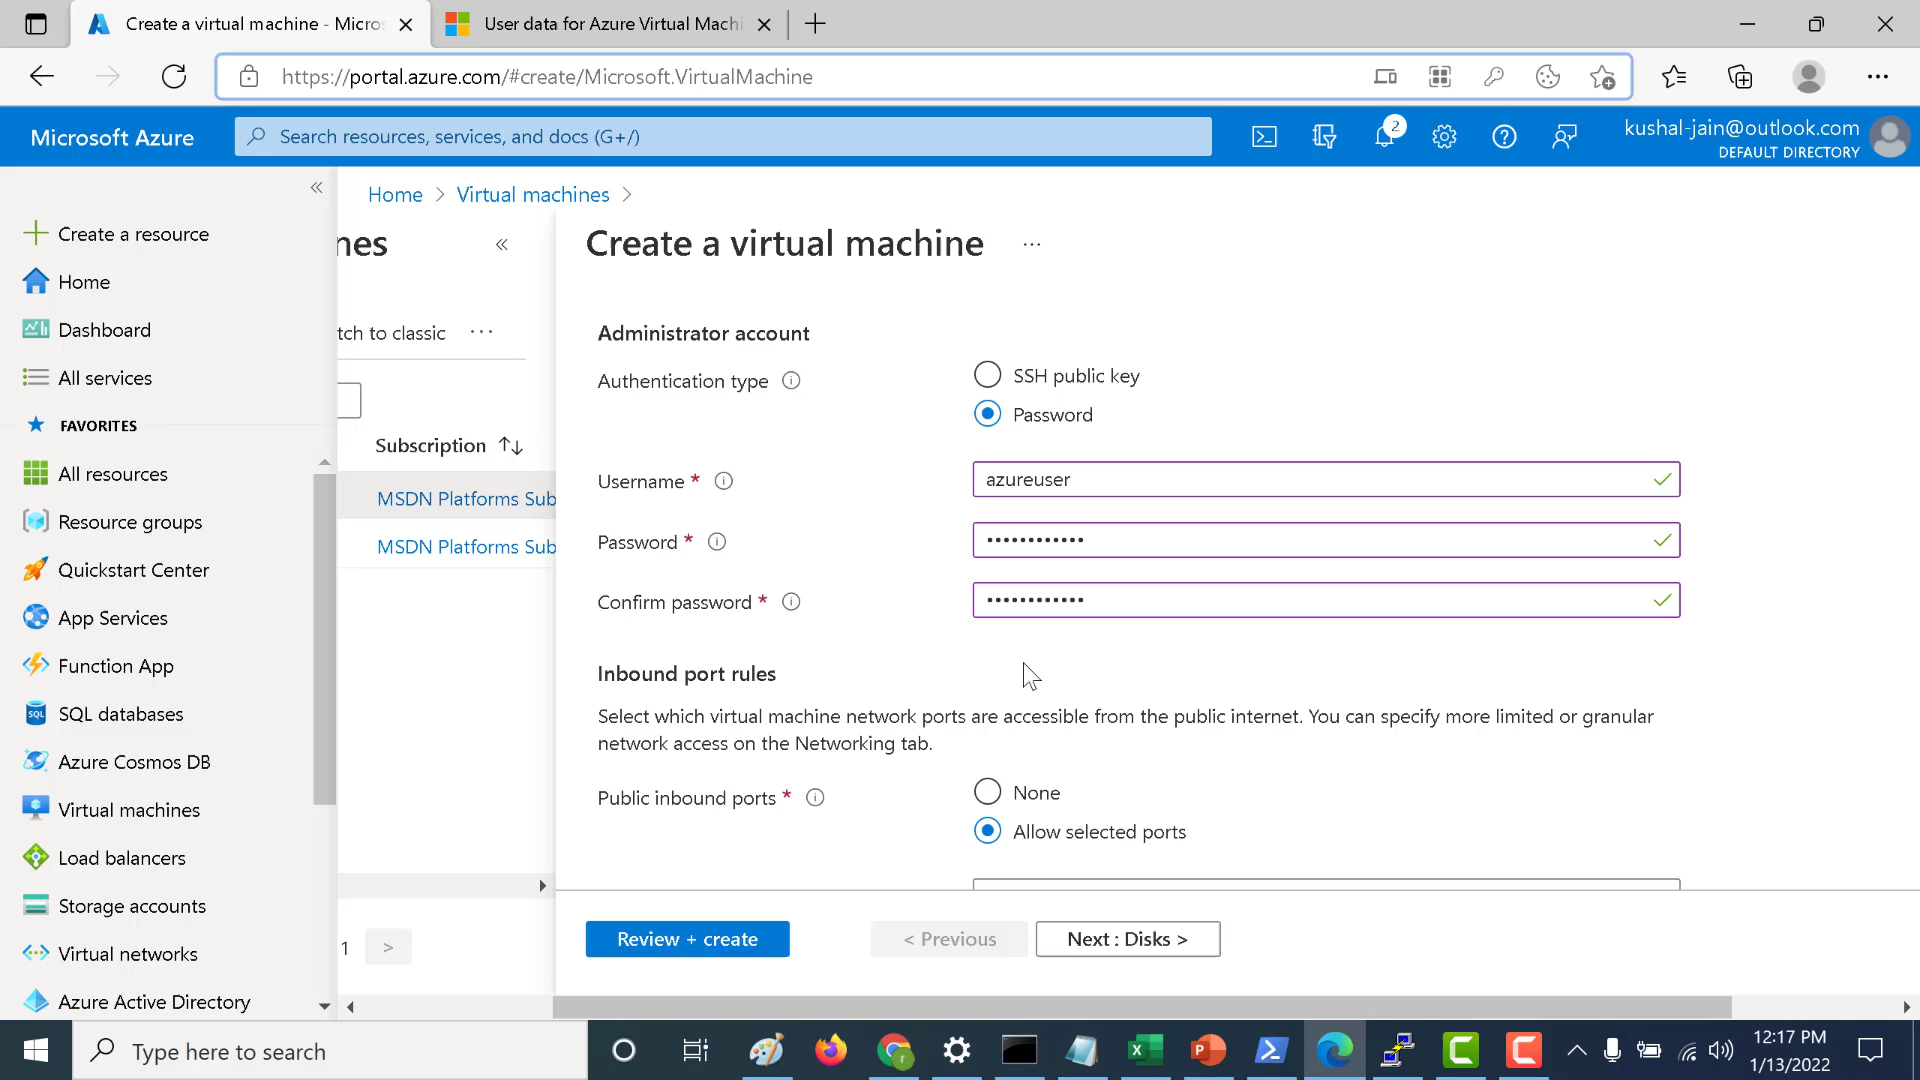 Create a virtual machine - Micros
User data for Azure Virtual Machi
https://portal.azure.com/#create/Microsoft.VirtualMachine
Microsoft Azure
Search resources, services, and docs (G+/)
2
kushal-jain@outlook.com
DEFAULT DIRECTORY
Create a resource
Home
Dashboard
All services
FAVORITES
All resources
Resource groups
Quickstart Center
App Services
Function App
SQL
SQL databases
Azure Cosmos DB
Virtual machines
Load balancers
Storage accounts
Virtual networks
Azure Active Directory
Home > Virtual machines >
nes
tch to classic
Subscription
MSDN Platforms Sub
MSDN Platforms Sub
1 >
Create a virtual machine
Administrator account
Authentication type
SSH public key
Password
Username *
azureuser
Password *
••••••••••••
Confirm password *
••••••••••••
Inbound port rules
Select which virtual machine network ports are accessible from the public internet. You can specify more limited or granular
network access on the Networking tab.
Public inbound ports *
None
Allow selected ports
Review + create
< Previous
Next : Disks >
Type here to search
12:17 PM
1/13/2022